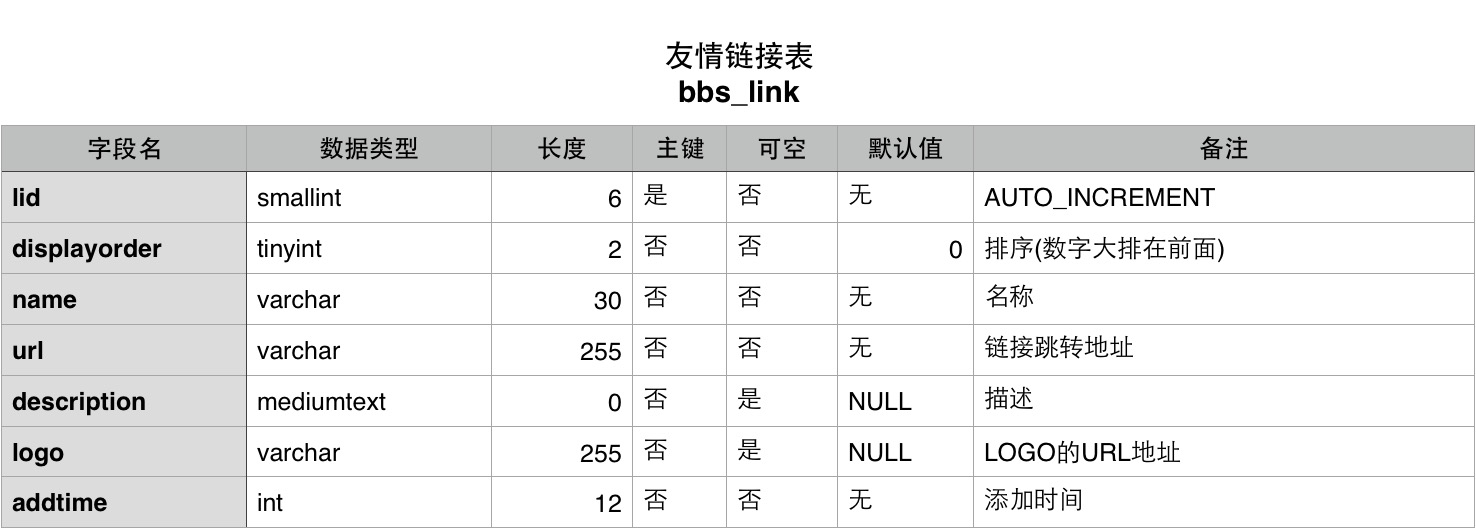 友情链接表
bbs_link
字段名 数据类型 长度 主键 可空 默认值 备注
lid smallint 6 是 否 无 AUTO_INCREMENT
displayorder tinyint 2 否 否 0 排序(数字大排在前面)
name varchar 30 否 否 无 名称
url varchar 255 否 否 无 链接跳转地址
description mediumtext 0 否 是 NULL 描述
logo varchar 255 否 是 NULL LOGO的URL地址
addtime int 12 否 否 无 添加时间